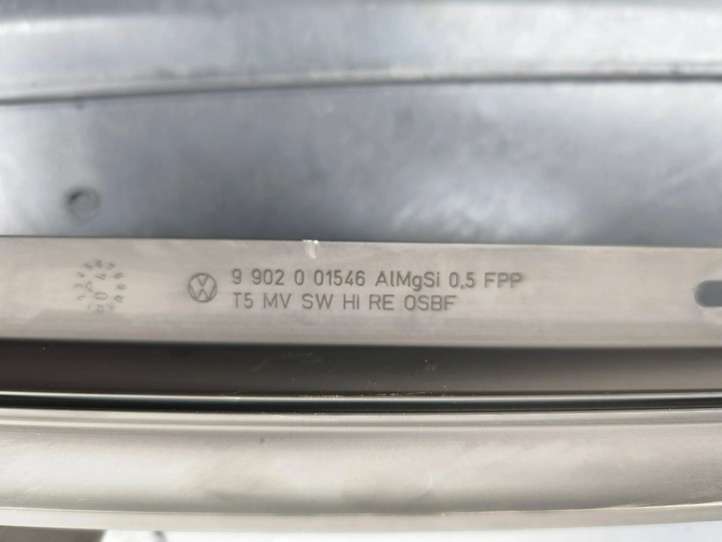 9 902 0 01546 AlMgSi 0,5 FPP
T5 MV SW HI RE OSBF